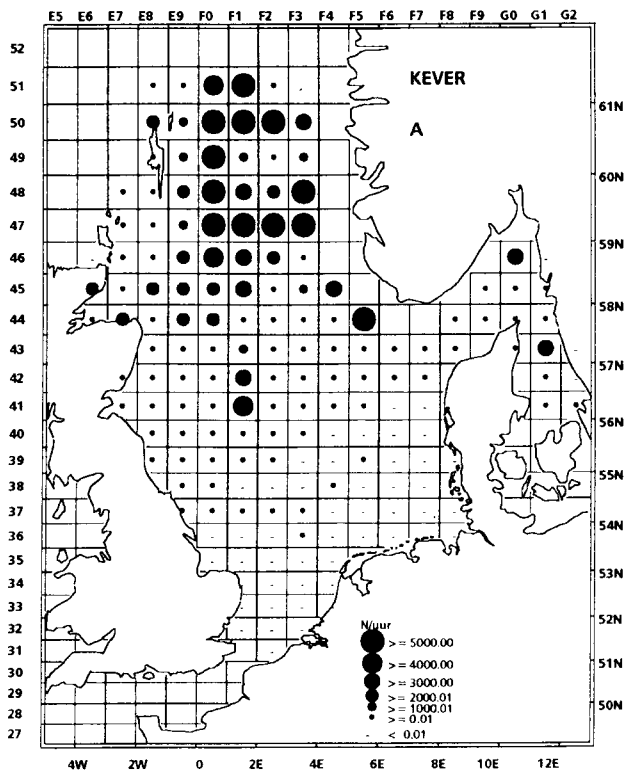 E5 E6 E7 E8 E9 F0 F1 F2 F3 F4 F5 F6 F7 F8 F9 G0 G1 G2
52
51
KEVER
50
61N
A
49
60N
48
47
59N
46
45
58N
44
43
57N
42
41
56N
40
39
55N
38
37
54N
36
35
53N
34
33
N/uur
52N
32
>= 5000.00
31
>= 4000.00
51N
30
>= 3000.00
29
>= 2000.01
50N
28
>= 1000.01
>= 0.01
27
- < 0.01
4W 2W 0 2E 4E 6E 8E 10E 12E